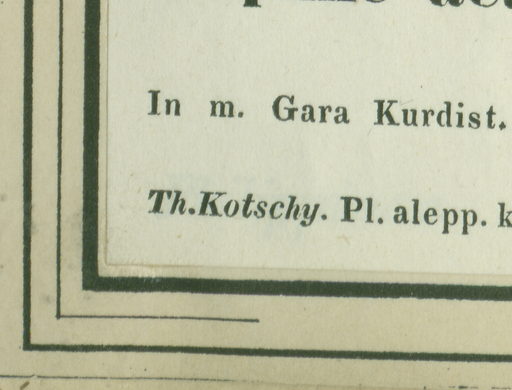 In m. Gara Kurdist.
Th.Kotschy. Pl. alepp. k